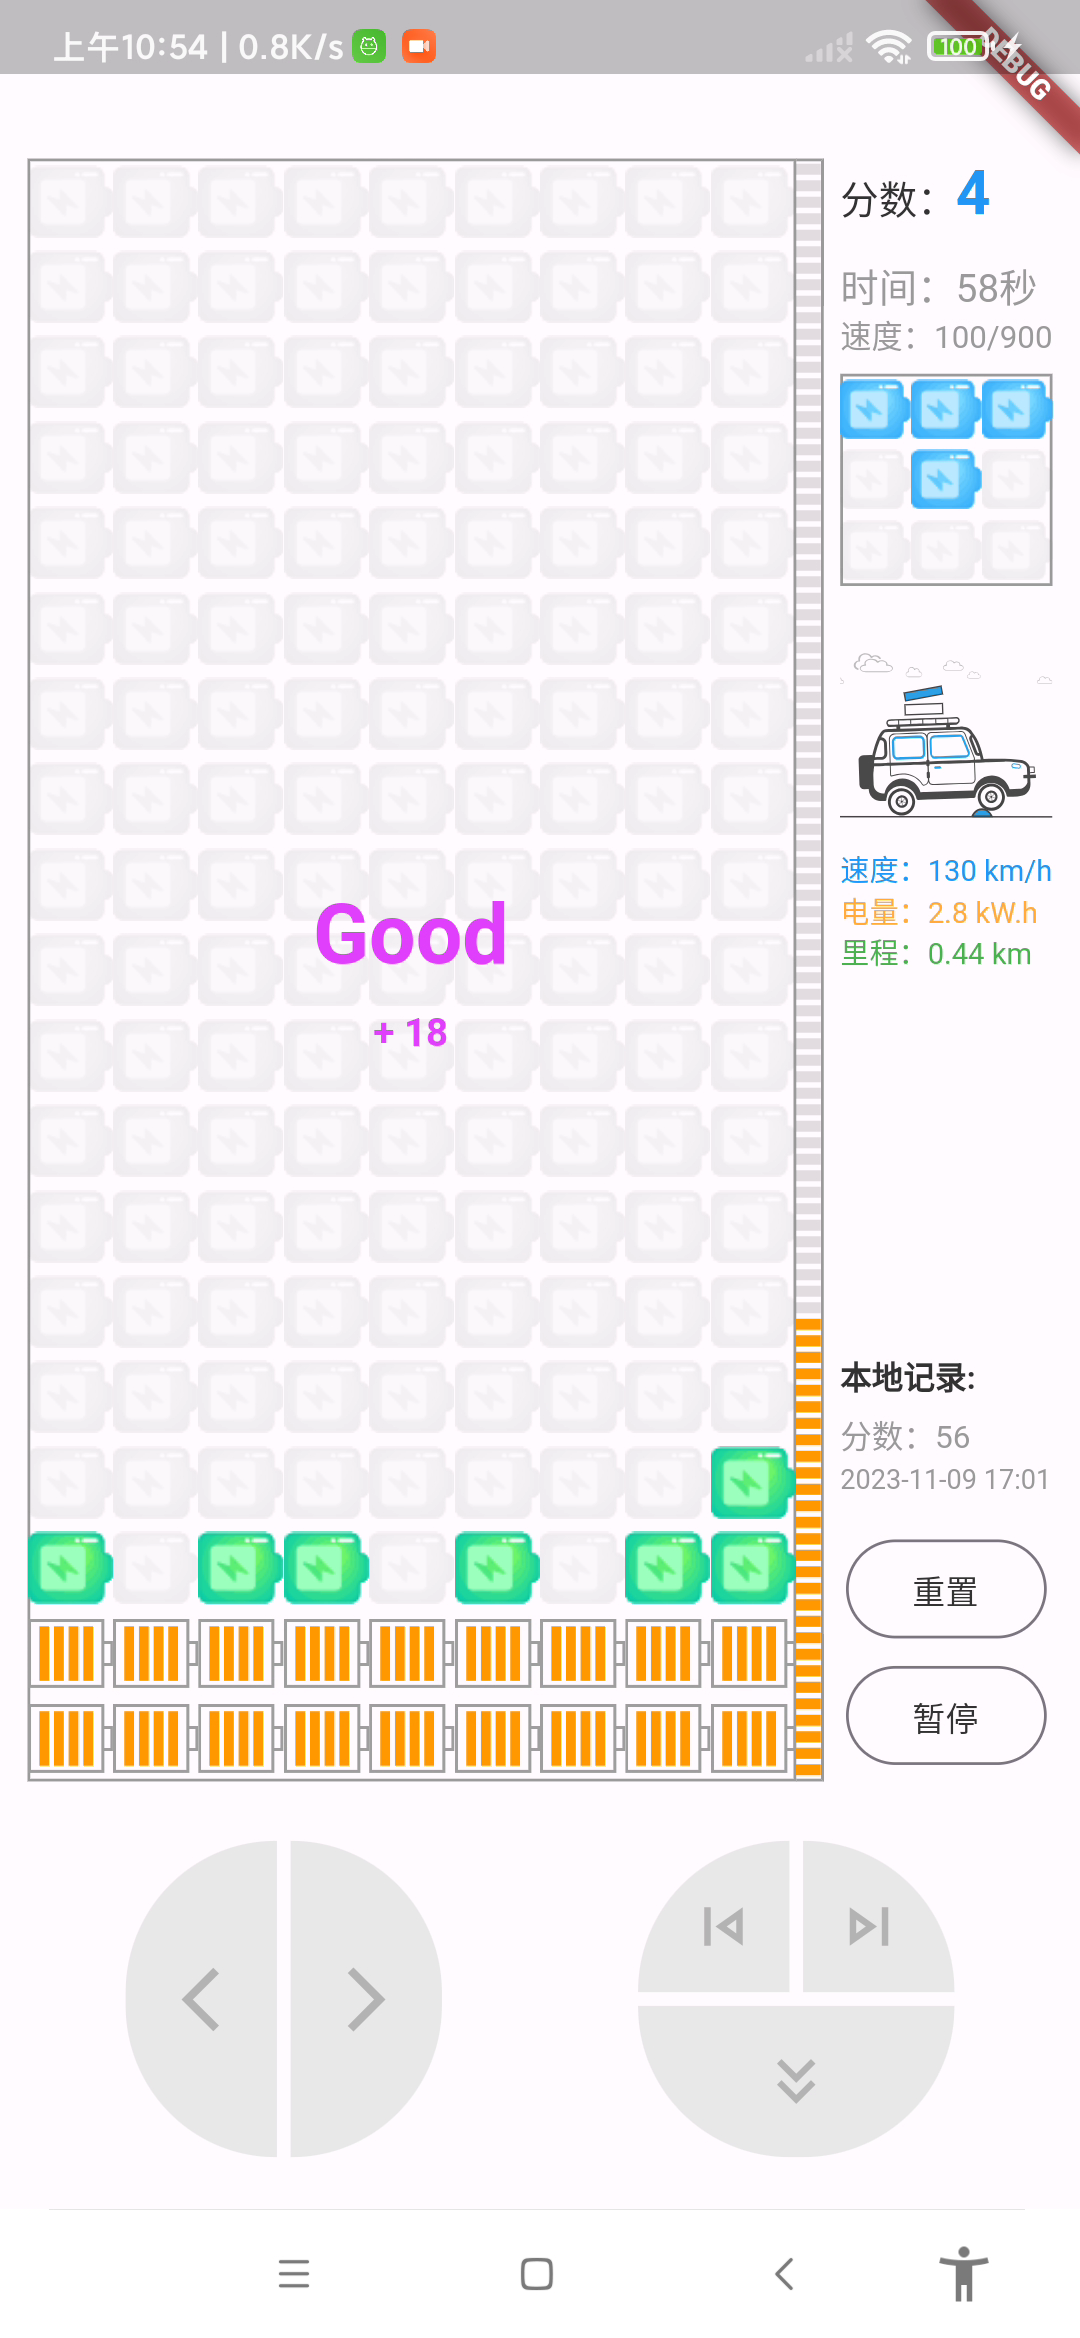 上午10:54 | 0.8K/s
100
DEBUG
分数：4
时间：58秒
速度：100/900
Good
+ 18
速度：130 km/h
电量：2.8 kW.h
里程：0.44 km
本地记录:
分数：56
2023-11-09 17:01
重置
暂停